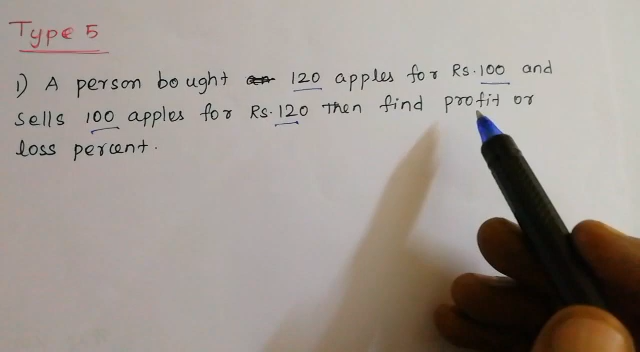 Type 5
1) A person bought 120 apples for Rs.100 and
sells 100 apples for Rs.120 then find profit or
loss percent.